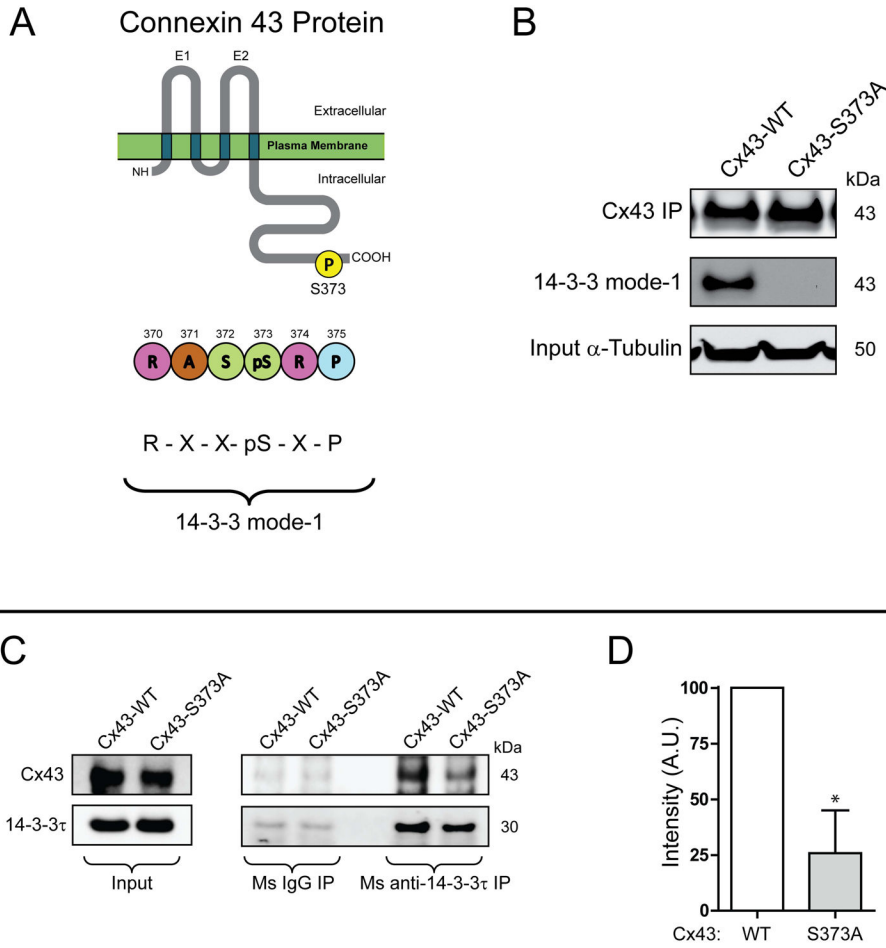 A
Connexin 43 Protein
E1 E2
Extracellular
Plasma Membrane
NH
Intracellular
P COOH
S373
370 371 372 373 374 375
R A S pS R P
R - X - X- pS - X - P
14-3-3 mode-1
B
Cx43-WT Cx43-S373A
kDa
Cx43 IP 43
14-3-3 mode-1 43
Input α-Tubulin 50
C
Cx43-WT Cx43-S373A Cx43-WT Cx43-S373A Cx43-WT Cx43-S373A
kDa
Cx43 43
14-3-3τ 30
Input Ms IgG IP Ms anti-14-3-3τ IP
D
Intensity (A.U.)
100
75
50
25
0
*
Cx43: WT S373A